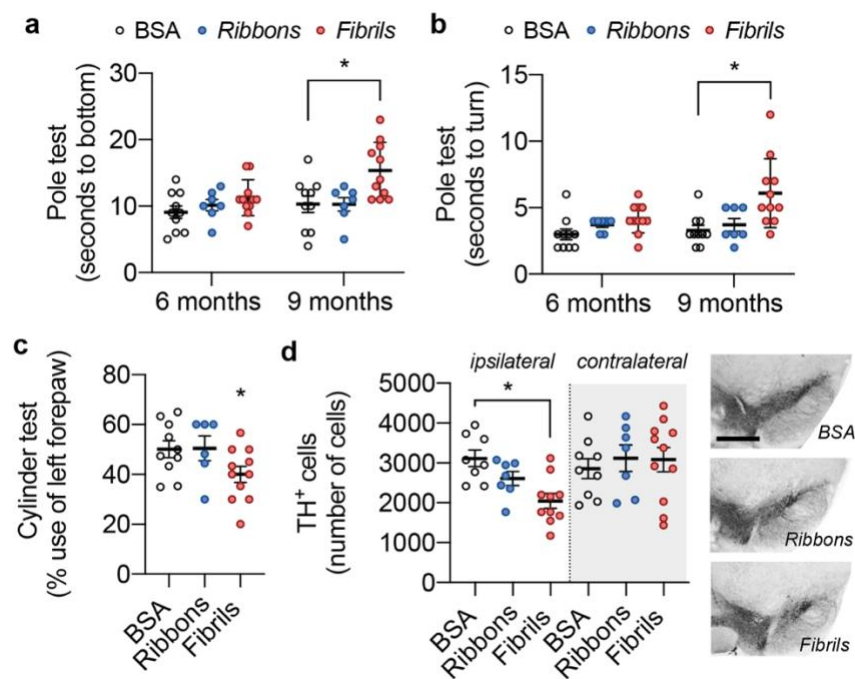 a
BSA Ribbons Fibrils
Pole test
(seconds to bottom)
30
20
10
0
*
6 months
9 months
b
BSA Ribbons Fibrils
Pole test
(seconds to turn)
15
10
5
0
*
6 months
9 months
c
Cylinder test
(% use of left forepaw)
80
60
40
20
0
*
BSA
Ribbons
Fibrils
d
ipsilateral contralateral
TH+ cells
(number of cells)
5000
4000
3000
2000
1000
0
*
BSA
Ribbons
Fibrils
BSA
Ribbons
Fibrils
BSA
Ribbons
Fibrils